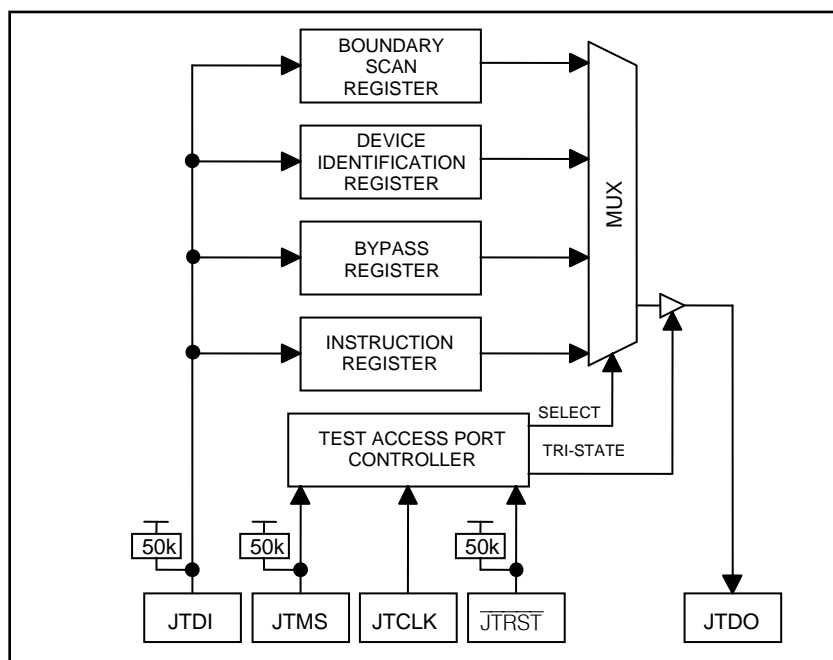 BOUNDARY
SCAN
REGISTER
DEVICE
IDENTIFICATION
REGISTER
BYPASS
REGISTER
INSTRUCTION
REGISTER
MUX
SELECT
TEST ACCESS PORT
CONTROLLER
TRI-STATE
50k
50k
50k
JTDI
JTMS
JTCLK
JTRST
JTDO